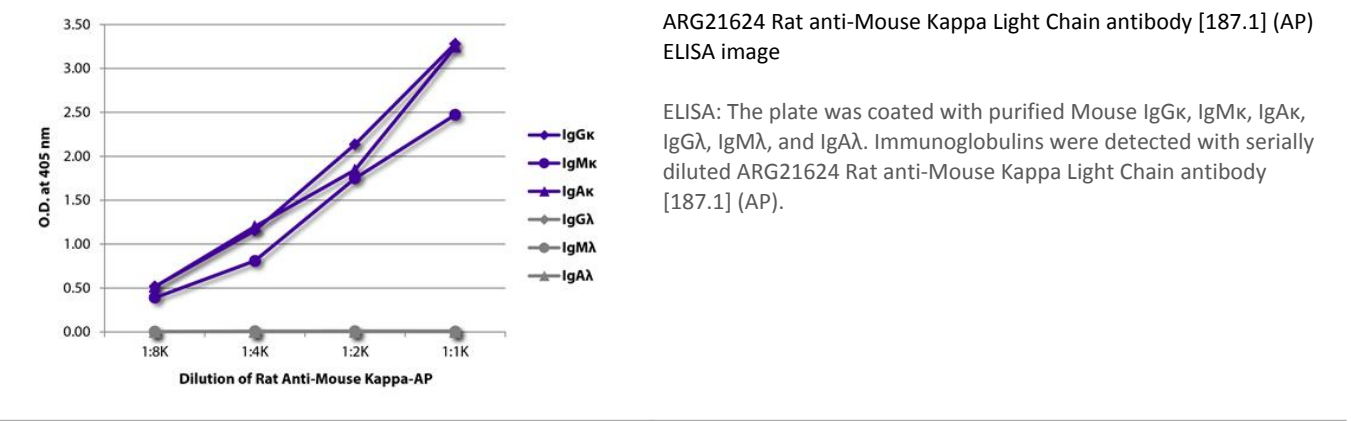 3.50
3.00
2.50
2.00
1.50
1.00
0.50
0.00
O.D. at 405 nm
1:8K 1:4K 1:2K 1:1K
Dilution of Rat Anti-Mouse Kappa-AP
IgGκ
IgMκ
IgAκ
IgGλ
IgMλ
IgAλ
ARG21624 Rat anti-Mouse Kappa Light Chain antibody [187.1] (AP)
ELISA image
ELISA: The plate was coated with purified Mouse IgGκ, IgMκ, IgAκ,
IgGλ, IgMλ, and IgAλ. Immunoglobulins were detected with serially
diluted ARG21624 Rat anti-Mouse Kappa Light Chain antibody
[187.1] (AP).